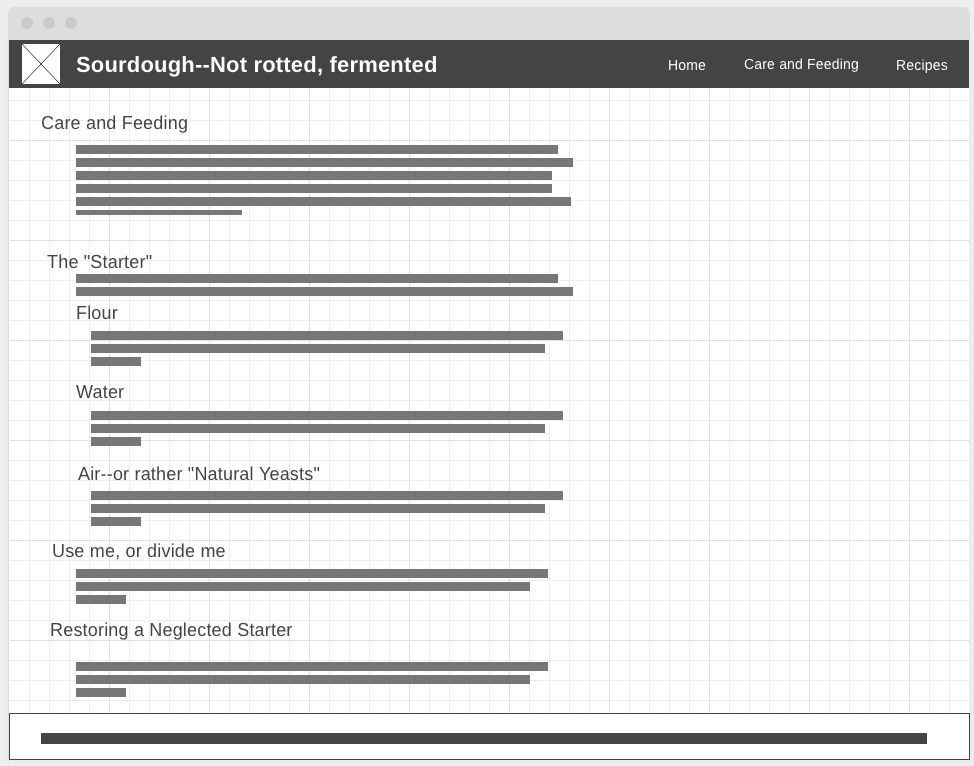 Sourdough--Not rotted, fermented
Home Care and Feeding Recipes
Care and Feeding
The "Starter"
Flour
Water
Air--or rather "Natural Yeasts"
Use me, or divide me
Restoring a Neglected Starter